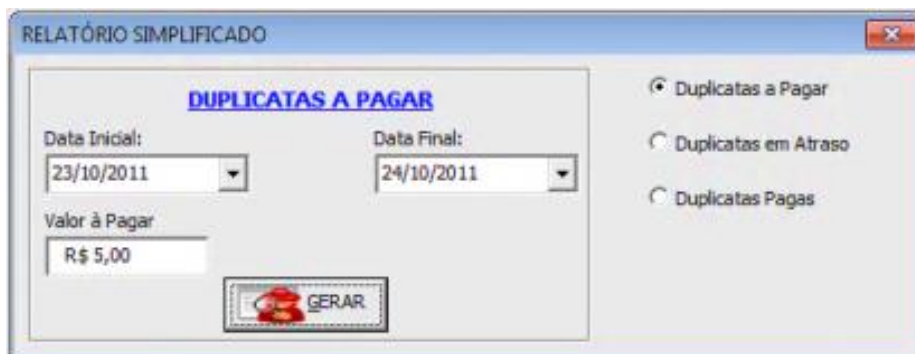 RELATÓRIO SIMPLIFICADO
DUPLICATAS A PAGAR
Data Inicial:
Data Final:
23/10/2011
24/10/2011
Valor à Pagar
R$ 5,00
GERAR
Duplicatas a Pagar
Duplicatas em Atraso
Duplicatas Pagas